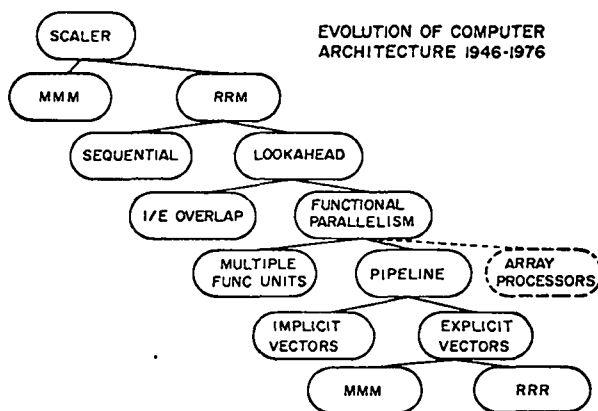 EVOLUTION OF COMPUTER
ARCHITECTURE 1946-1976
SCALER
MMM
RRM
SEQUENTIAL
LOOKAHEAD
I/E OVERLAP
FUNCTIONAL
PARALLELISM
MULTIPLE
FUNC UNITS
PIPELINE
ARRAY
PROCESSORS
IMPLICIT
VECTORS
EXPLICIT
VECTORS
MMM
RRR